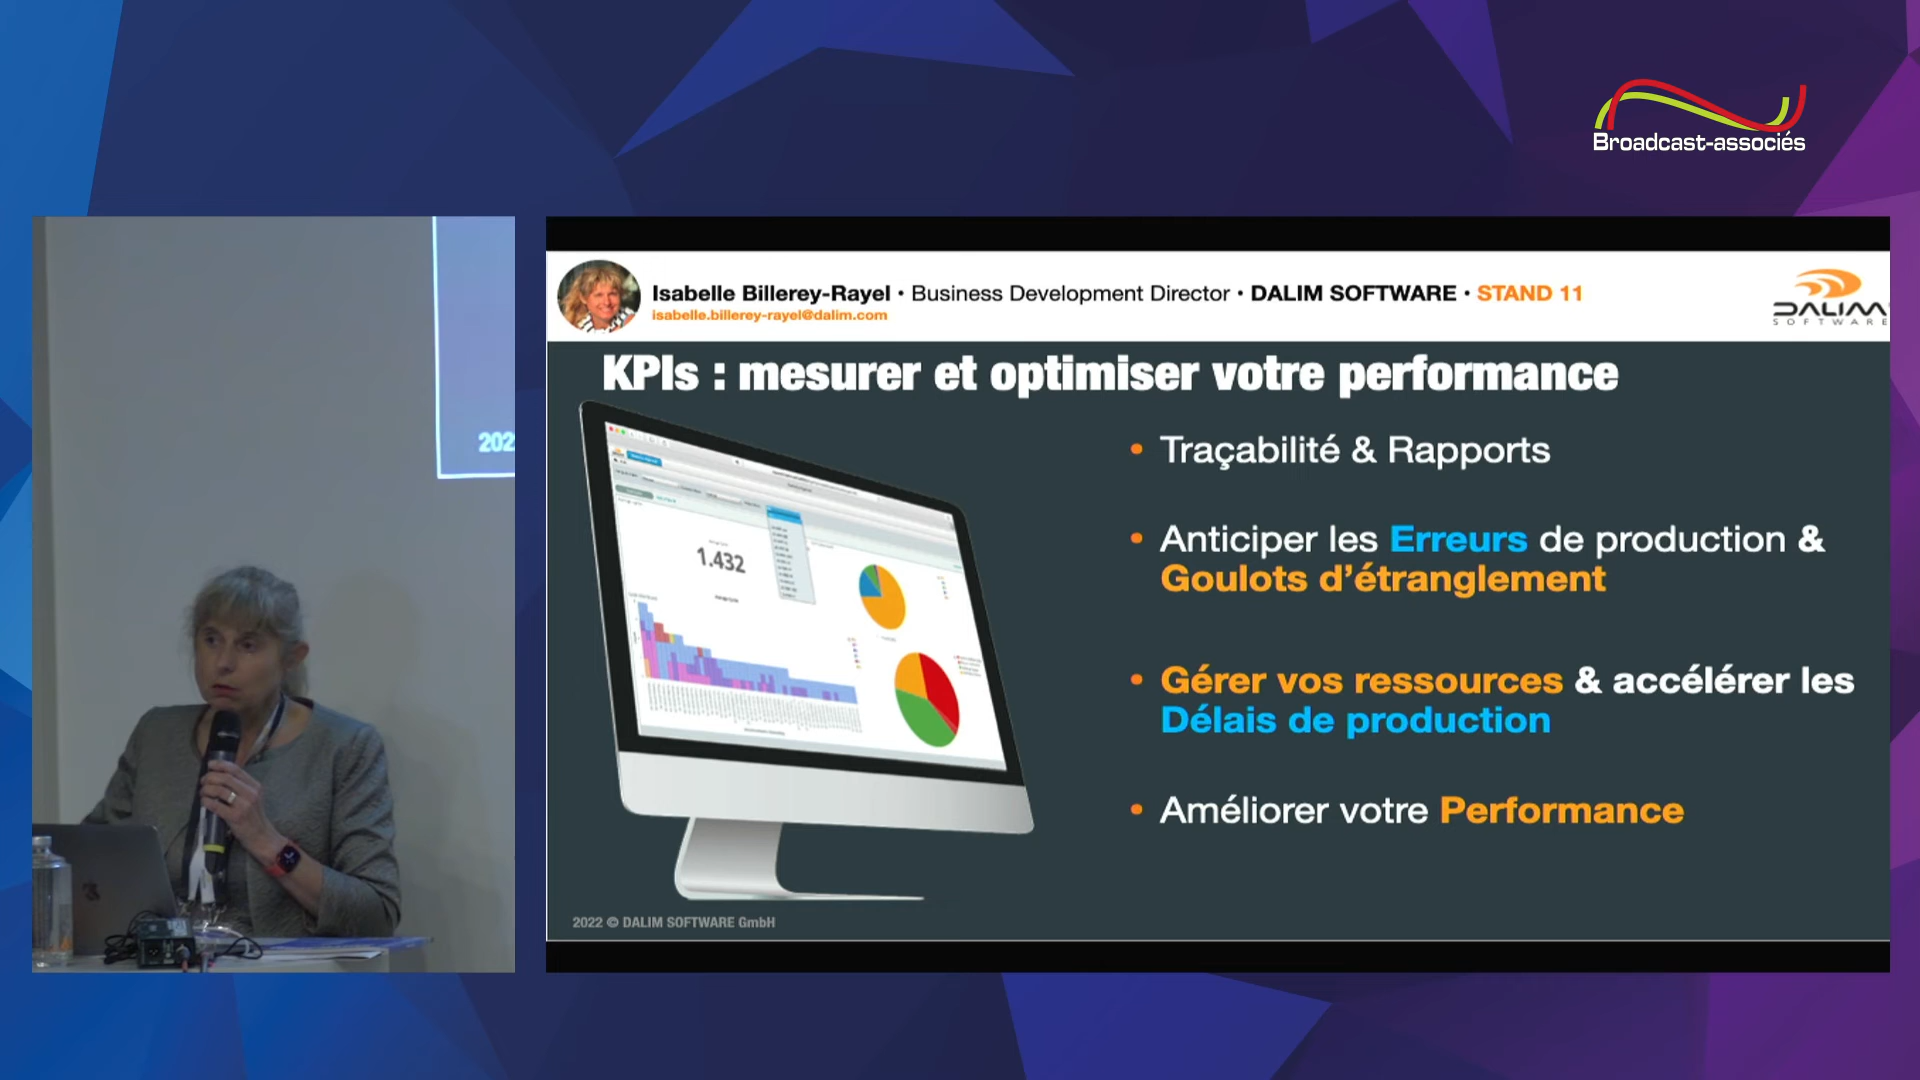 Broadcast-associés
Isabelle Billerey-Rayel • Business Development Director • DALIM SOFTWARE • STAND 11
isabelle.billerey-rayel@dalim.com
DALIM
SOFTWARE
KPIs : mesurer et optimiser votre performance
• Traçabilité & Rapports
• Anticiper les Erreurs de production &
Goulots d’étranglement
• Gérer vos ressources & accélérer les
Délais de production
• Améliorer votre Performance
1.432
2022 © DALIM SOFTWARE GmbH
202